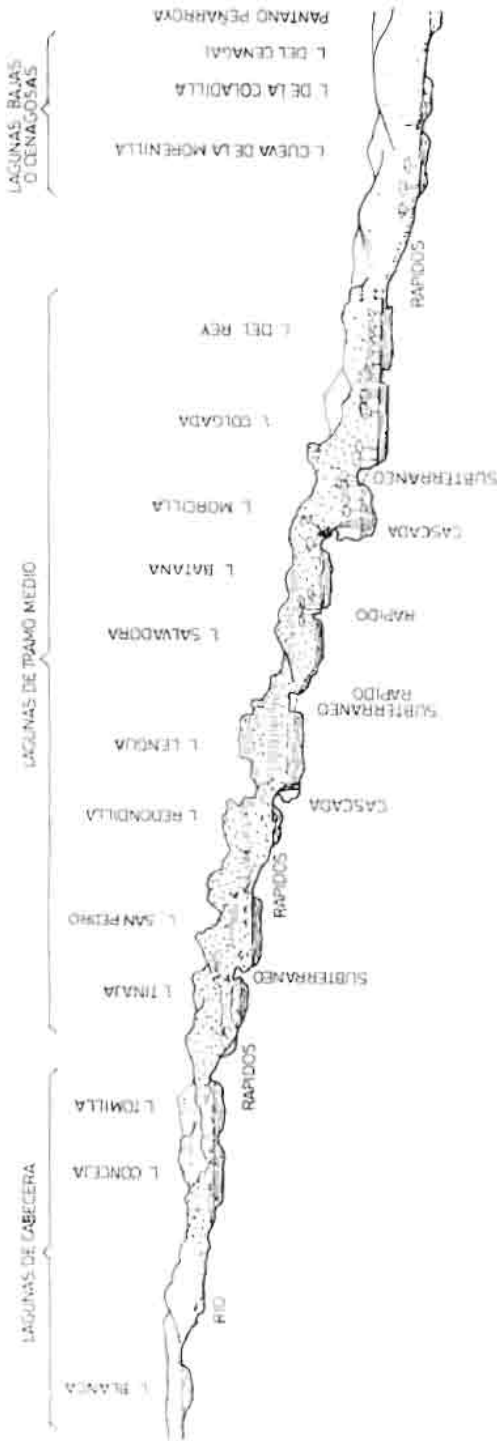 LAGUNAS DE CABECERA
LAGUNAS DE TRAMO MEDIO
LAGUNAS BAJAS
O CENAGOSAS
L. BLANCA
L. CONCEJA
L. TOMILLA
L. TINAJA
L. SAN PEDRO
L. REDONDILLA
L. LENGUA
L. SALVADORA
L. BATANA
L. MORCILLA
L. COLGADA
L. DEL REY
L. CUEVA DE LA MORENILLA
L. DE LA COLADILLA
L. DEL CENAGAL
PANTANO PEÑARROYA
RIO
RAPIDOS
SUBTERRANEO
RAPIDOS
CASCADA
SUBTERRANEO
RAPIDO
RAPIDO
CASCADA
SUBTERRANEO
RAPIDOS